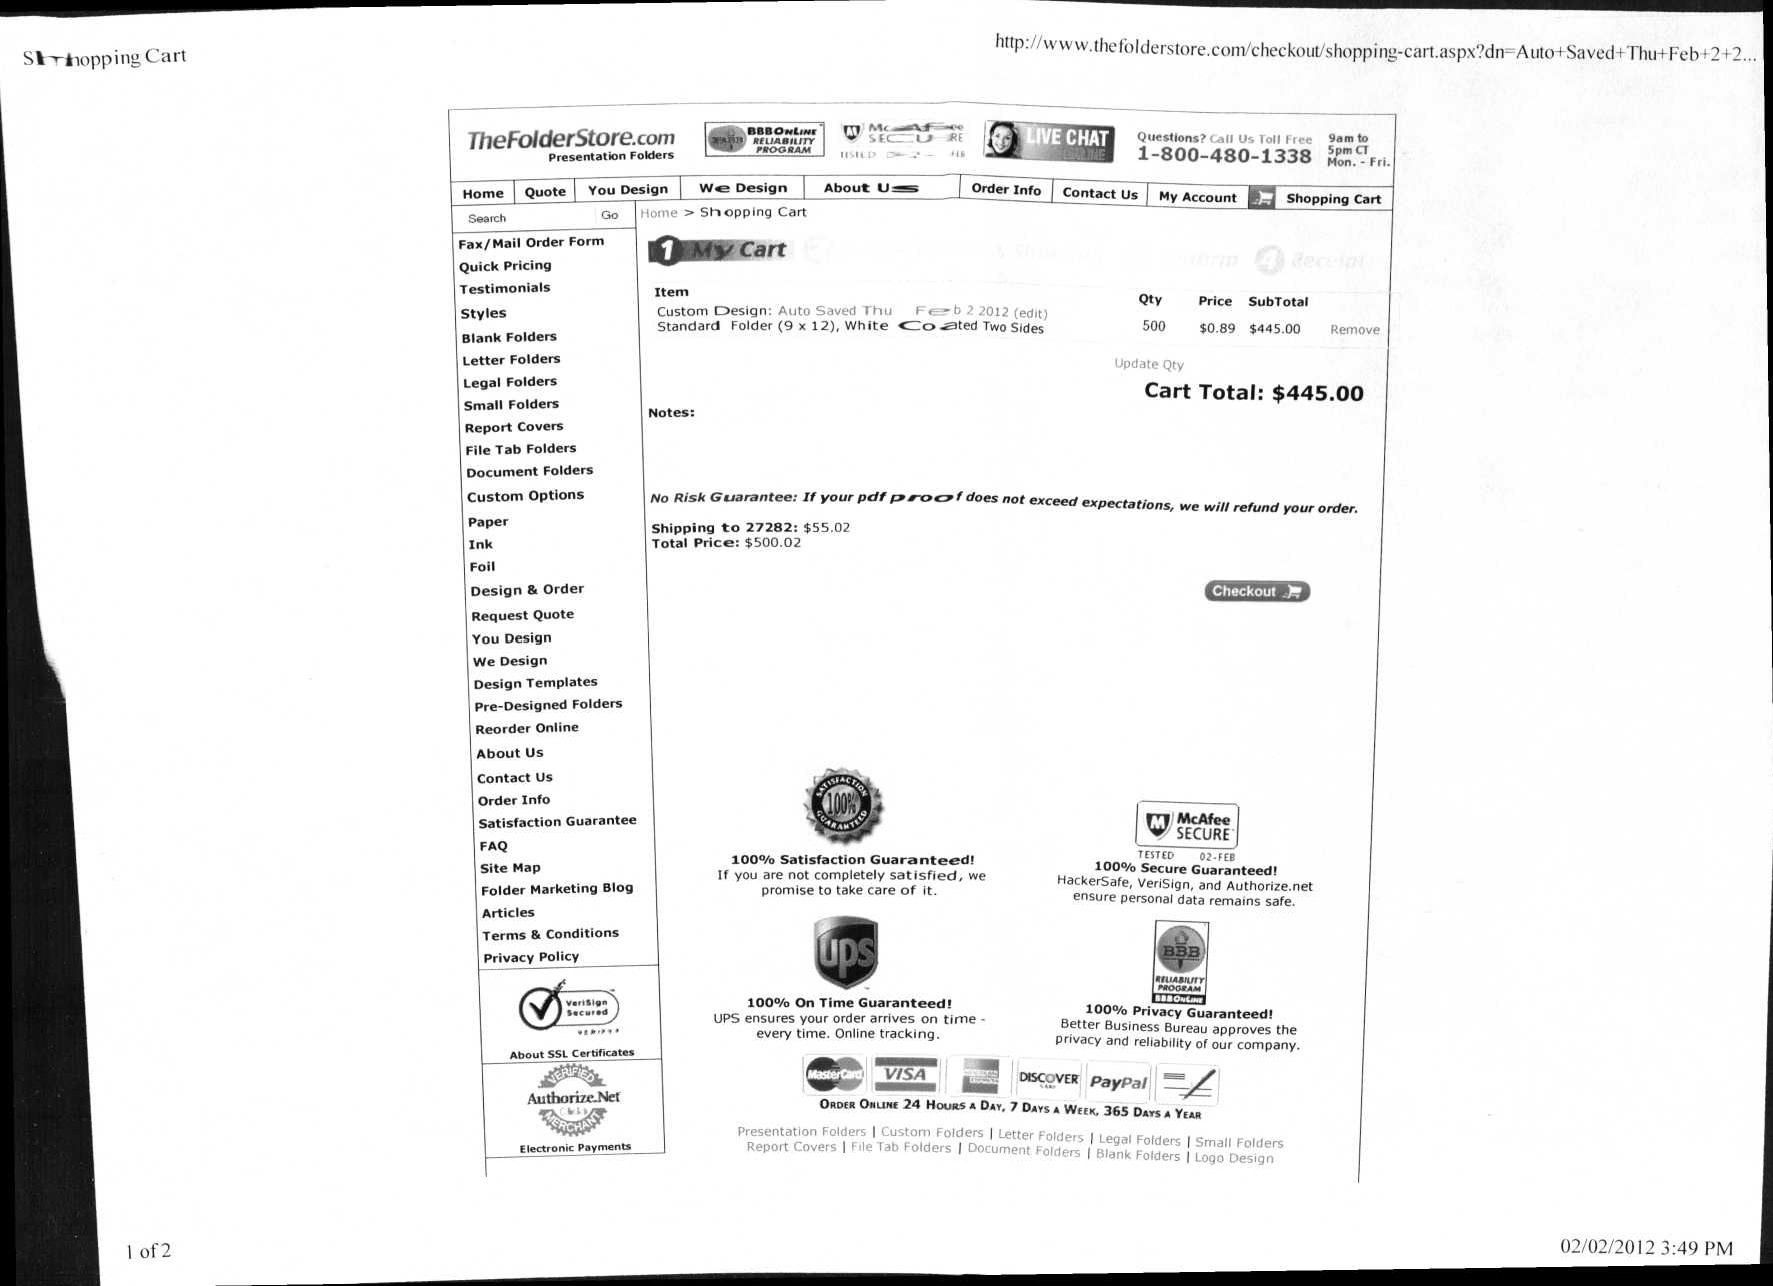 Shopping Cart
http://www.thefolderstore.com/checkout/shopping-cart.aspx?dn=Auto+Saved+Thu+Feb+2+2...
TheFolderStore.com
Presentation Folders
BBBOnLine
RELIABILITY
PROGRAM
McAfee
SECURE
TESTED FEB
LIVE CHAT
ONLINE
Questions? Call Us Toll Free
1-800-480-1338
9am to
5pm CT
Mon. - Fri.
Home Quote You Design We Design About Us Order Info Contact Us My Account Shopping Cart
Search Go
Home > Shopping Cart
Fax/Mail Order Form
Quick Pricing
Testimonials
Styles
Blank Folders
Letter Folders
Legal Folders
Small Folders
Report Covers
File Tab Folders
Document Folders
Custom Options
Paper
Ink
Foil
Design & Order
Request Quote
You Design
We Design
Design Templates
Pre-Designed Folders
Reorder Online
About Us
Contact Us
Order Info
Satisfaction Guarantee
FAQ
Site Map
Folder Marketing Blog
Articles
Terms & Conditions
Privacy Policy
VeriSign
Secured
About SSL Certificates
VERIFIED
Authorize.Net
MERCHANT
Electronic Payments
1 My Cart 4 Receipt
Item Qty Price SubTotal
Custom Design: Auto Saved Thu Feb 2 2012 (edit)
Standard Folder (9 x 12), White Coated Two Sides 500 $0.89 $445.00 Remove
Update Qty
Cart Total: $445.00
Notes:
No Risk Guarantee: If your pdf proof does not exceed expectations, we will refund your order.
Shipping to 27282: $55.02
Total Price: $500.02
Checkout
SATISFACTION
100%
GUARANTEED
100% Satisfaction Guaranteed!
If you are not completely satisfied, we
promise to take care of it.
McAfee
SECURE
TESTED 02-FEB
100% Secure Guaranteed!
HackerSafe, VeriSign, and Authorize.net
ensure personal data remains safe.
ups
100% On Time Guaranteed!
UPS ensures your order arrives on time -
every time. Online tracking.
BBB
RELIABILITY
PROGRAM
BBBOnLine
100% Privacy Guaranteed!
Better Business Bureau approves the
privacy and reliability of our company.
MasterCard VISA DISCOVER PayPal
Order Online 24 Hours a Day, 7 Days a Week, 365 Days a Year
Presentation Folders | Custom Folders | Letter Folders | Legal Folders | Small Folders
Report Covers | File Tab Folders | Document Folders | Blank Folders | Logo Design
1 of 2
02/02/2012 3:49 PM